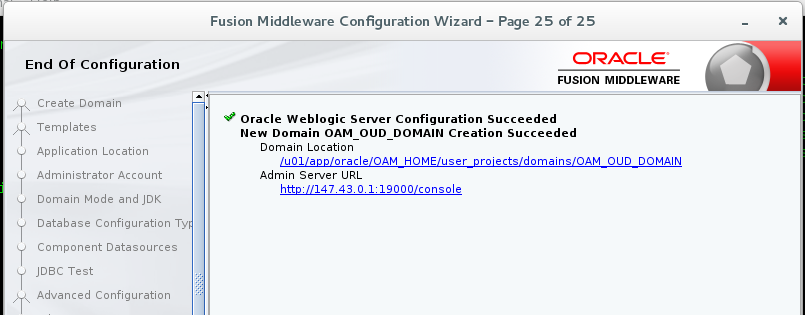 Fusion Middleware Configuration Wizard – Page 25 of 25
End Of Configuration
ORACLE
FUSION MIDDLEWARE
Create Domain
Templates
Application Location
Administrator Account
Domain Mode and JDK
Database Configuration Typ
Component Datasources
JDBC Test
Advanced Configuration
Oracle Weblogic Server Configuration Succeeded
New Domain OAM_OUD_DOMAIN Creation Succeeded
Domain Location
/u01/app/oracle/OAM_HOME/user_projects/domains/OAM_OUD_DOMAIN
Admin Server URL
http://147.43.0.1:19000/console